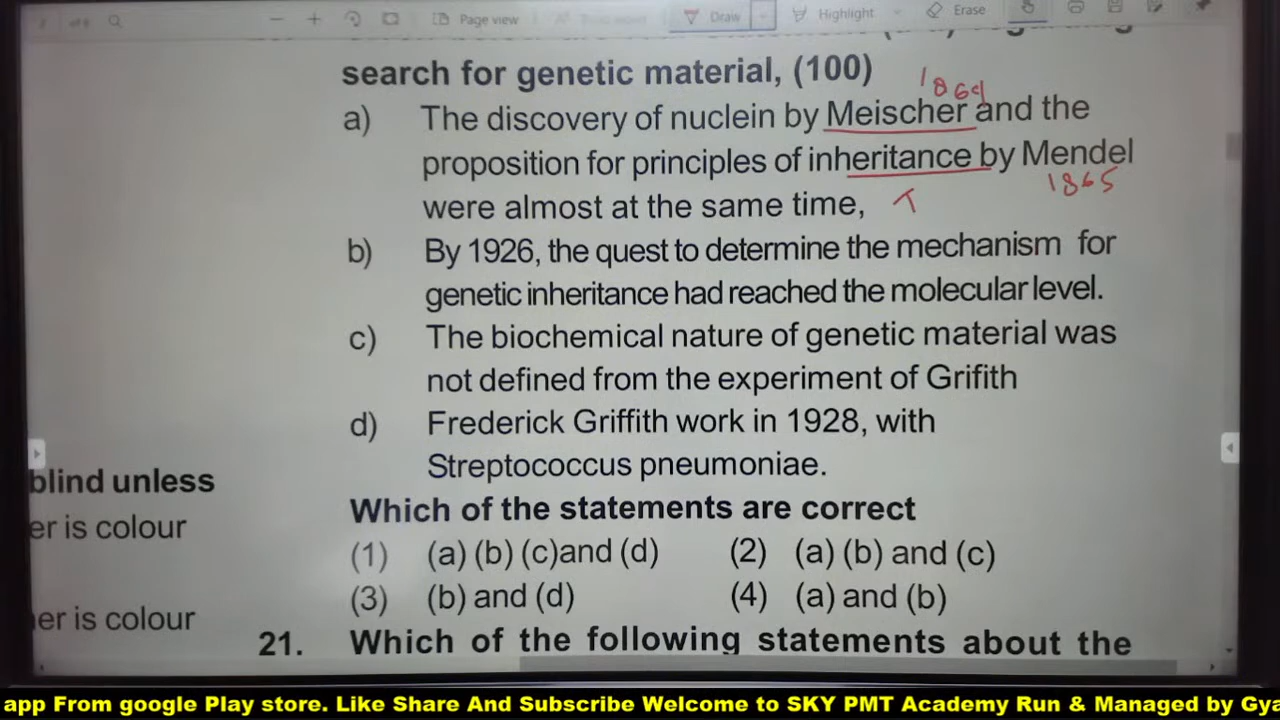 Page view
Draw
Highlight
Erase
search for genetic material, (100)
1869
a) The discovery of nuclein by Meischer and the
proposition for principles of inheritance by Mendel
1865
were almost at the same time, T
b) By 1926, the quest to determine the mechanism for
genetic inheritance had reached the molecular level.
c) The biochemical nature of genetic material was
not defined from the experiment of Grifith
d) Frederick Griffith work in 1928, with
Streptococcus pneumoniae.
blind unless
Which of the statements are correct
er is colour
(1) (a) (b) (c)and (d) (2) (a) (b) and (c)
(3) (b) and (d) (4) (a) and (b)
er is colour
21. Which of the following statements about the
app From google Play store. Like Share And Subscribe Welcome to SKY PMT Academy Run & Managed by Gya